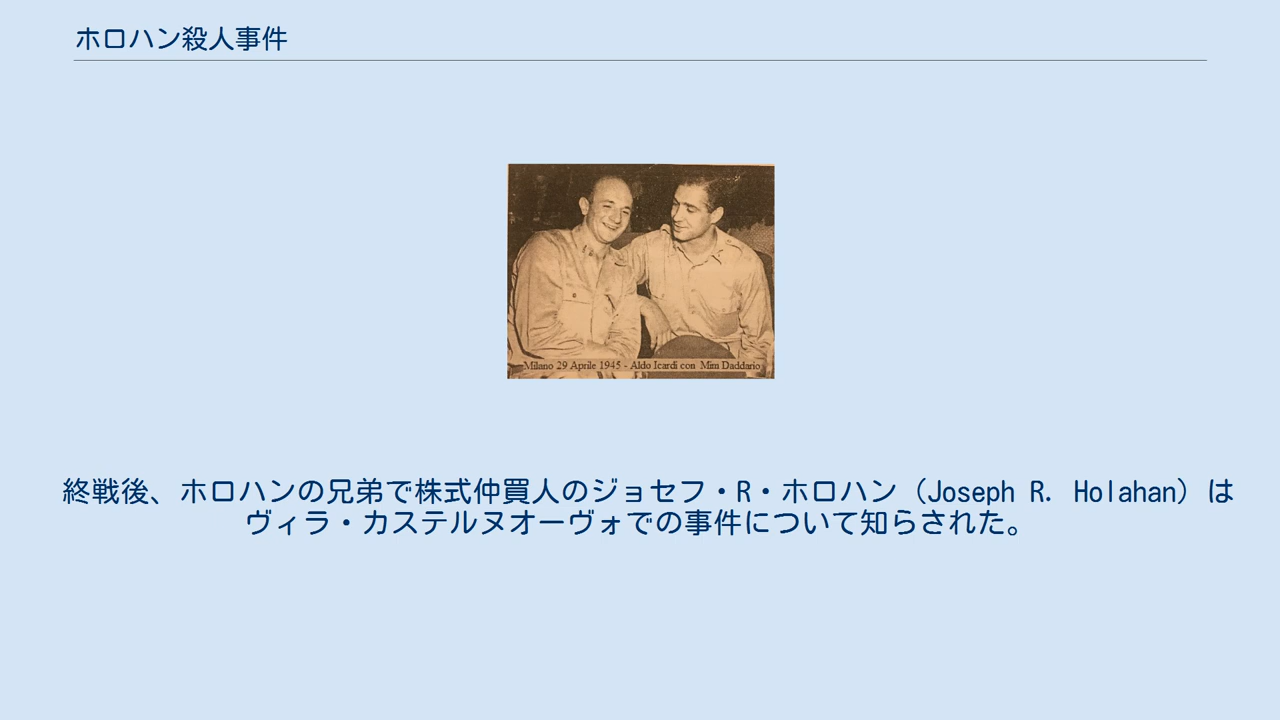 ホロハン殺人事件
Milano 29 Aprile 1945 - Aldo Icardi con Mim Daddario
終戦後、ホロハンの兄弟で株式仲買人のジョセフ・R・ホロハン（Joseph R. Holahan）は
ヴィラ・カステルヌオーヴォでの事件について知らされた。